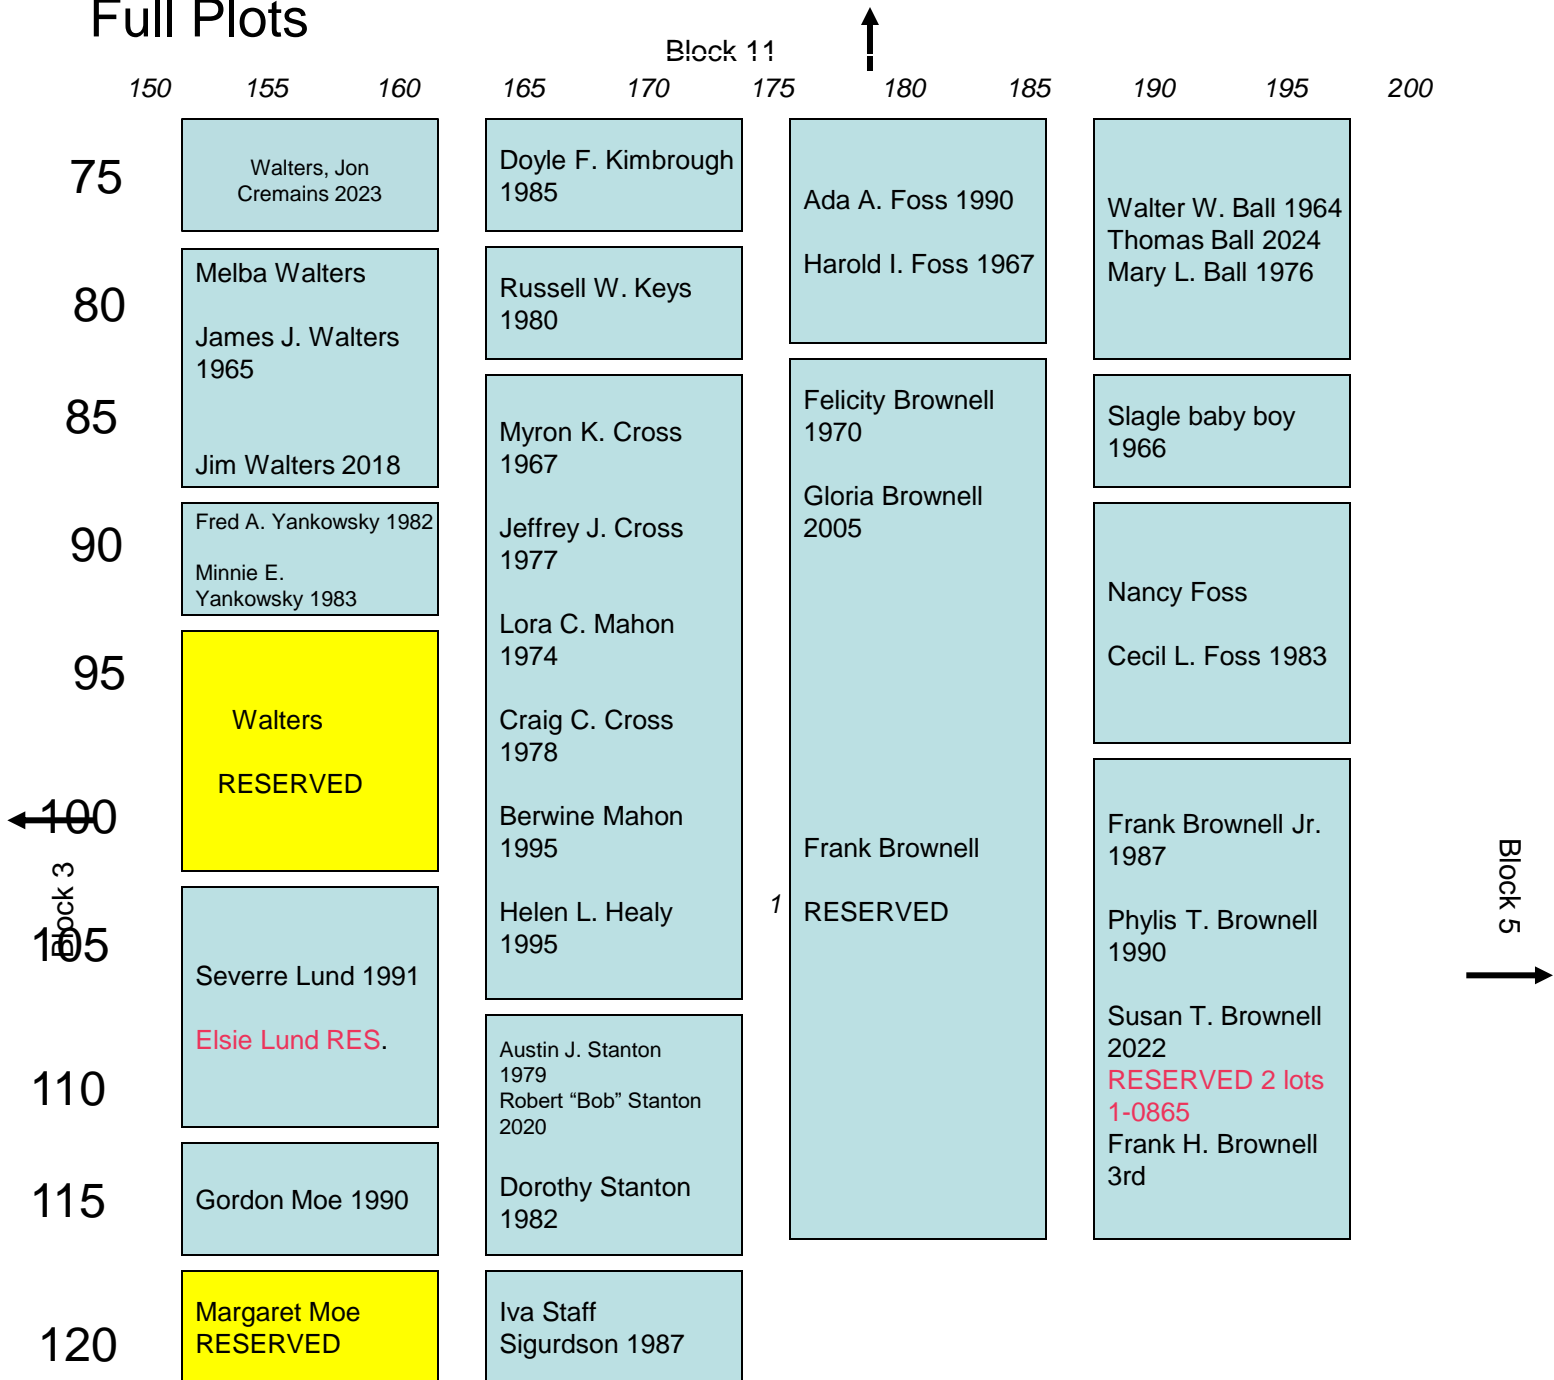 Full Plots
Block 11
150 155 160 165 170 175 180 185 190 195 200
75
80
85
90
95
100
105
110
115
120
Block 3
Walters, Jon
Cremains 2023
Melba Walters
James J. Walters
1965
Jim Walters 2018
Fred A. Yankowsky 1982
Minnie E.
Yankowsky 1983
Walters
RESERVED
Severre Lund 1991
Elsie Lund RES.
Gordon Moe 1990
Margaret Moe
RESERVED
Doyle F. Kimbrough
1985
Russell W. Keys
1980
Myron K. Cross
1967
Jeffrey J. Cross
1977
Lora C. Mahon
1974
Craig C. Cross
1978
Berwine Mahon
1995
Helen L. Healy
1995
Austin J. Stanton
1979
Robert “Bob” Stanton
2020
Dorothy Stanton
1982
Iva Staff
Sigurdson 1987
Ada A. Foss 1990
Harold I. Foss 1967
Felicity Brownell
1970
Gloria Brownell
2005
Frank Brownell
1
RESERVED
Walter W. Ball 1964
Thomas Ball 2024
Mary L. Ball 1976
Slagle baby boy
1966
Nancy Foss
Cecil L. Foss 1983
Frank Brownell Jr.
1987
Phylis T. Brownell
1990
Susan T. Brownell
2022
RESERVED 2 lots
1-0865
Frank H. Brownell
3rd
Block 5